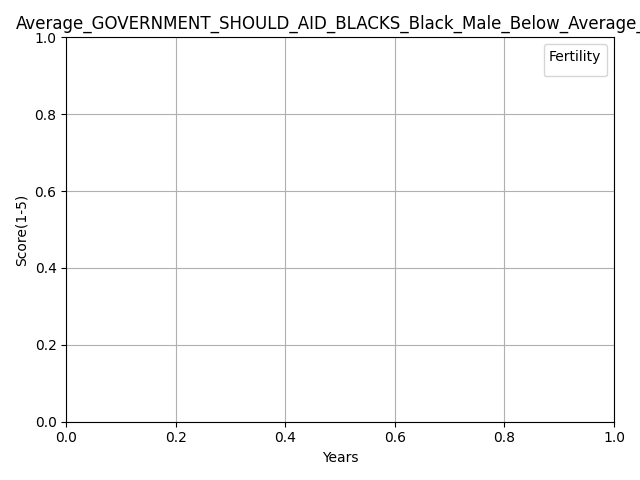 Average_GOVERNMENT_SHOULD_AID_BLACKS_Black_Male_Below_Average_
Fertility
1.0
0.8
0.6
0.4
0.2
0.0
Score(1-5)
0.0 0.2 0.4 0.6 0.8 1.0
Years